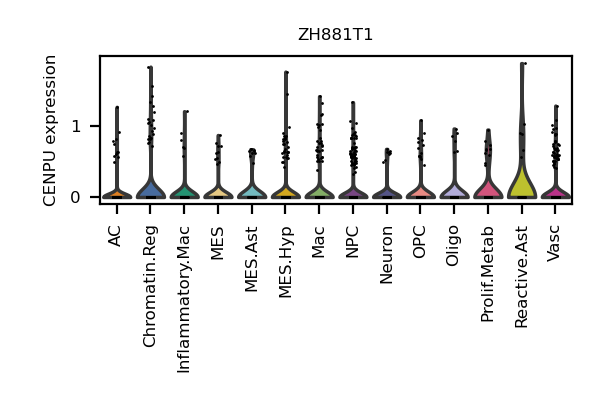 ZH881T1
CENPU expression
1
0
AC
Chromatin.Reg
Inflammatory.Mac
MES
MES.Ast
MES.Hyp
Mac
NPC
Neuron
OPC
Oligo
Prolif.Metab
Reactive.Ast
Vasc